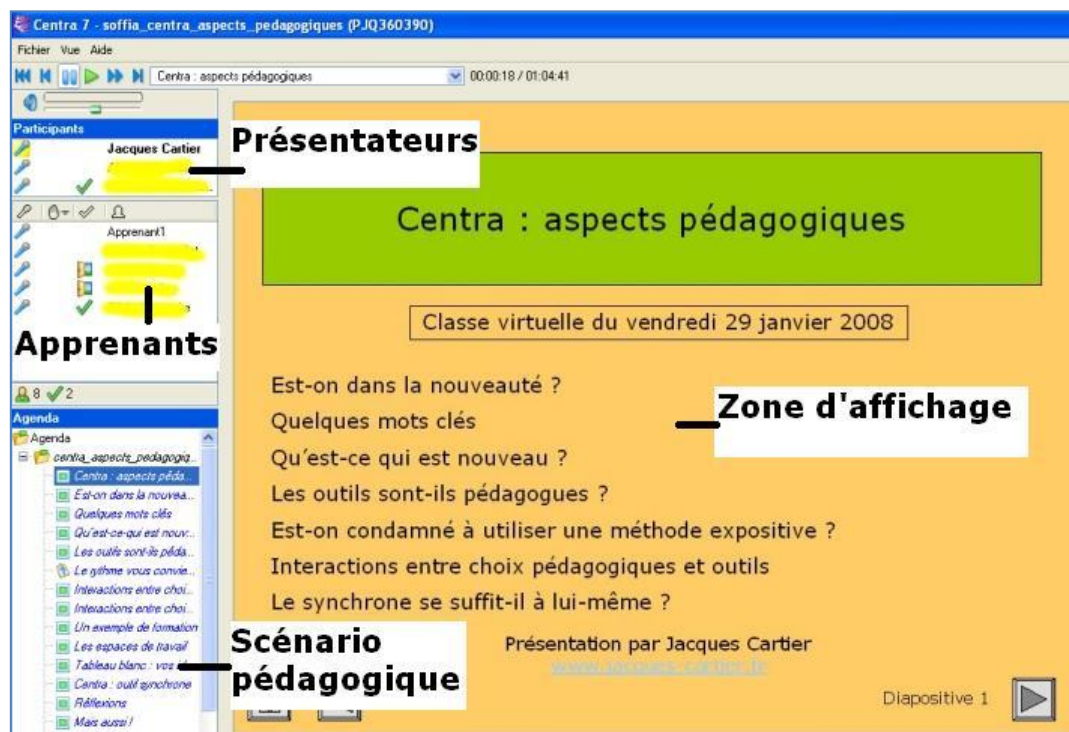 Centra 7 - soffia_centra_aspects_pedagogiques (PJQ360390)
Fichier Vue Aide
Centra : aspects pédagogiques 00:00:18 / 01:04:41
Participants
Jacques Cartier
Présentateurs
Apprenant1
Apprenants
8 2
Agenda
Agenda
centra_aspects_pedagogiq...
Centra : aspects péda...
Est-on dans la nouvea...
Quelques mots clés
Qu'est-ce-qui est nouv...
Les outils sont-ils péda...
Le rythme vous convie...
Interactions entre choi...
Interactions entre choi...
Un exemple de formation
Les espaces de travail
Tableau blanc : vos
Centra : outil synchrone
Réflexions
Mais aussi !
Scénario
pédagogique
Centra : aspects pédagogiques
Classe virtuelle du vendredi 29 janvier 2008
Est-on dans la nouveauté ?
Quelques mots clés
Qu'est-ce qui est nouveau ?
Les outils sont-ils pédagogues ?
Est-on condamné à utiliser une méthode expositive ?
Interactions entre choix pédagogiques et outils
Le synchrone se suffit-il à lui-même ?
Zone d'affichage
Présentation par Jacques Cartier
www.jacques-cartier.fr
Diapositive 1